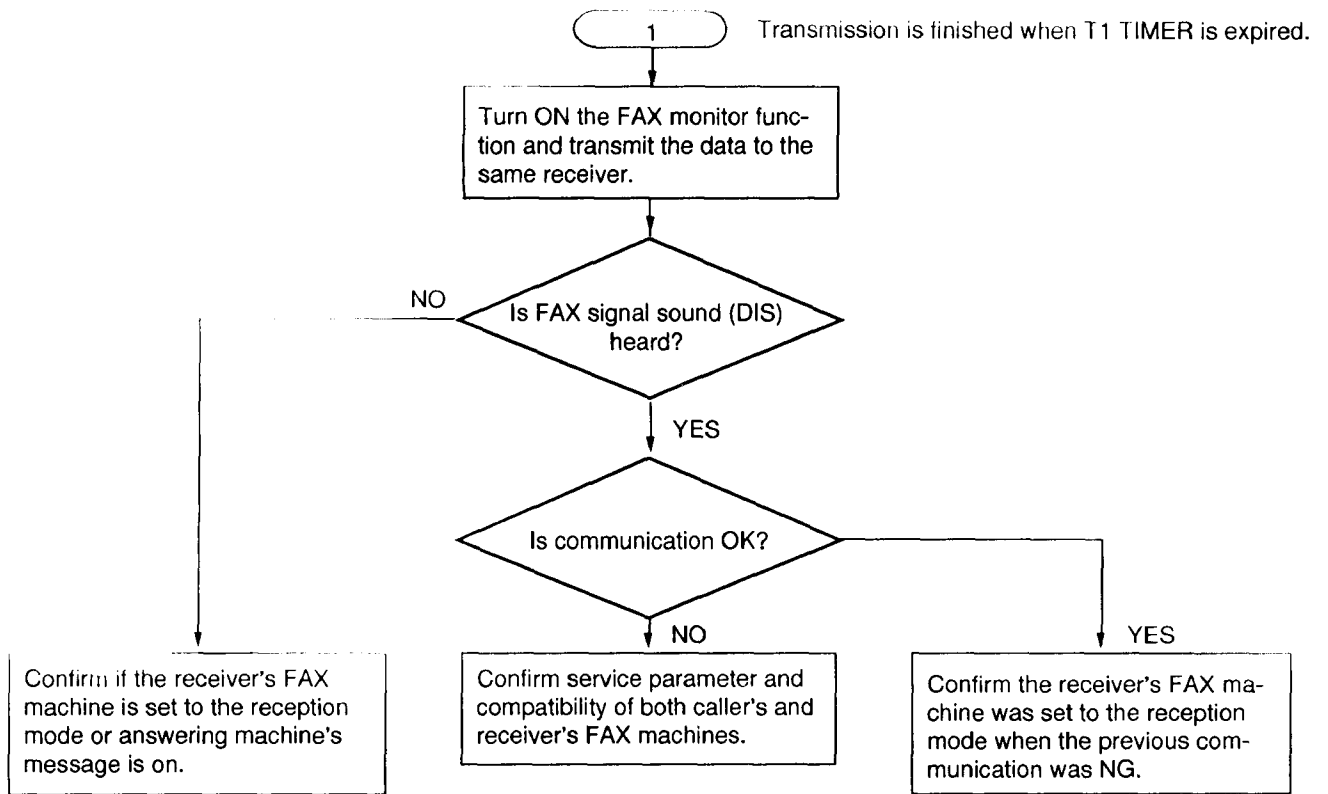 1
Transmission is finished when T1 TIMER is expired.
Turn ON the FAX monitor func-
tion and transmit the data to the
same receiver.
NO
Is FAX signal sound (DIS)
heard?
YES
Is communication OK?
NO
YES
Confirm if the receiver's FAX
machine is set to the reception
mode or answering machine's
message is on.
Confirm service parameter and
compatibility of both caller's and
receiver's FAX machines.
Confirm the receiver's FAX ma-
chine was set to the reception
mode when the previous com-
munication was NG.